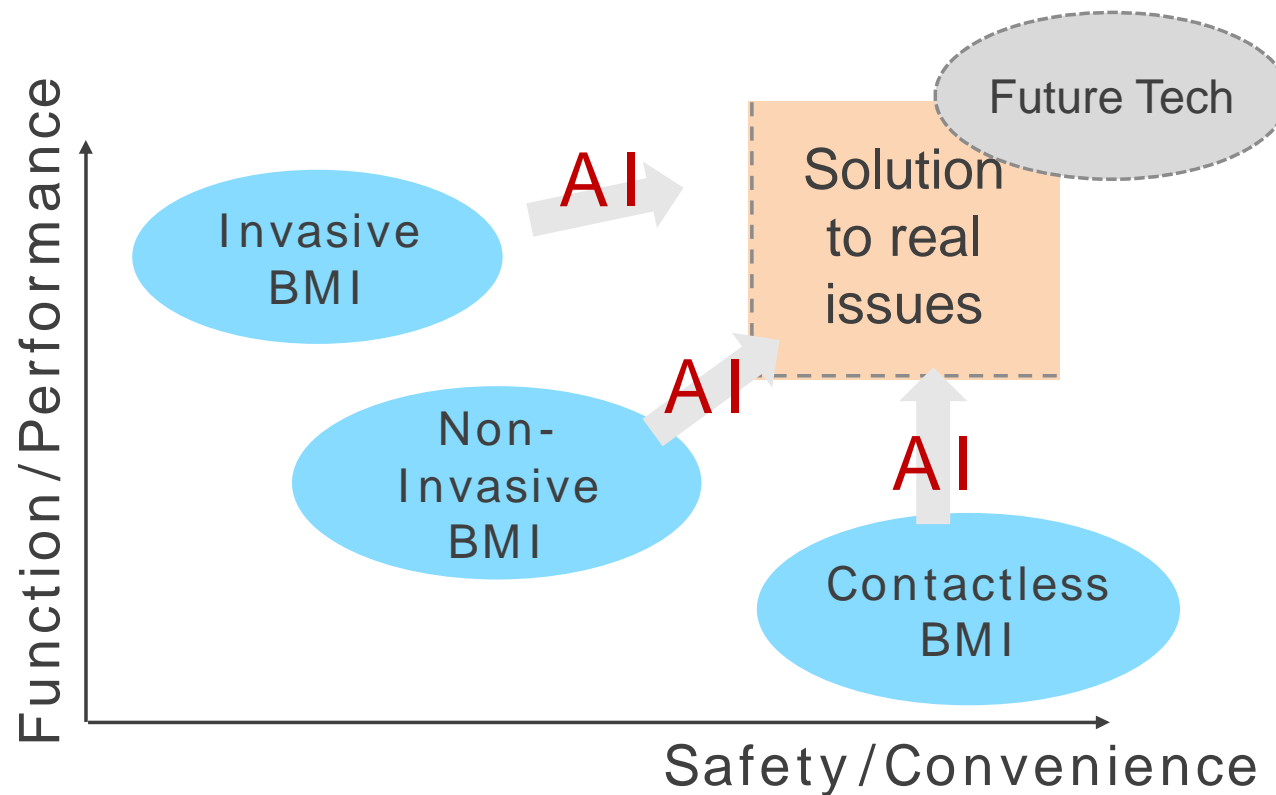 Future Tech
Solution
to real
issues
AI
Invasive
BMI
AI
Non-
Invasive
BMI
AI
Contactless
BMI
Function/Performance
Safety/Convenience